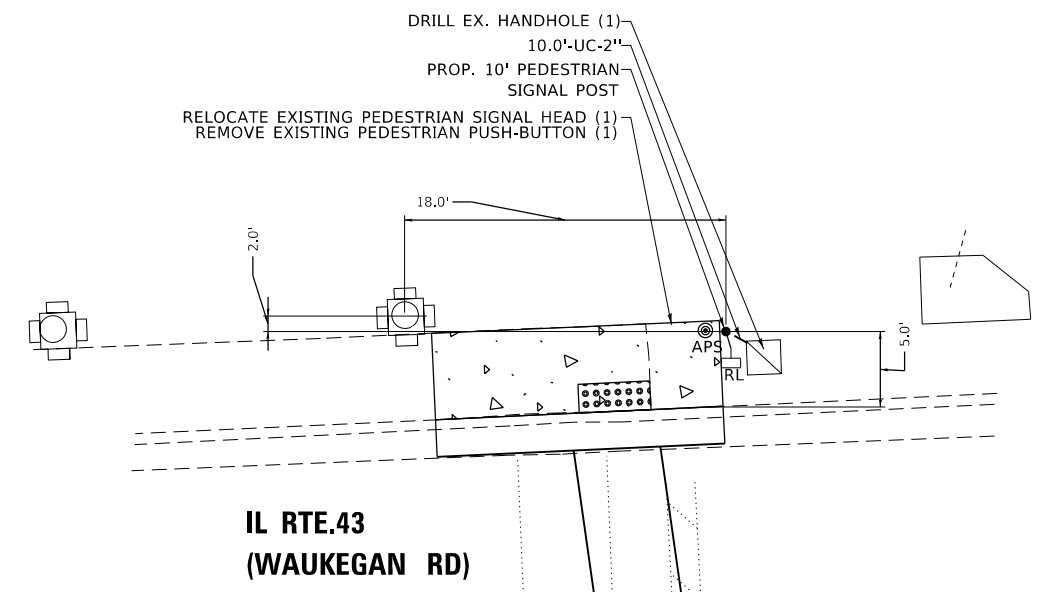 DRILL EX. HANDHOLE (1)
10.0'-UC-2"
PROP. 10' PEDESTRIAN
SIGNAL POST
RELOCATE EXISTING PEDESTRIAN SIGNAL HEAD (1)
REMOVE EXISTING PEDESTRIAN PUSH-BUTTON (1)
18.0'
2.0'
5.0'
APS
RL
IL RTE.43
(WAUKEGAN RD)